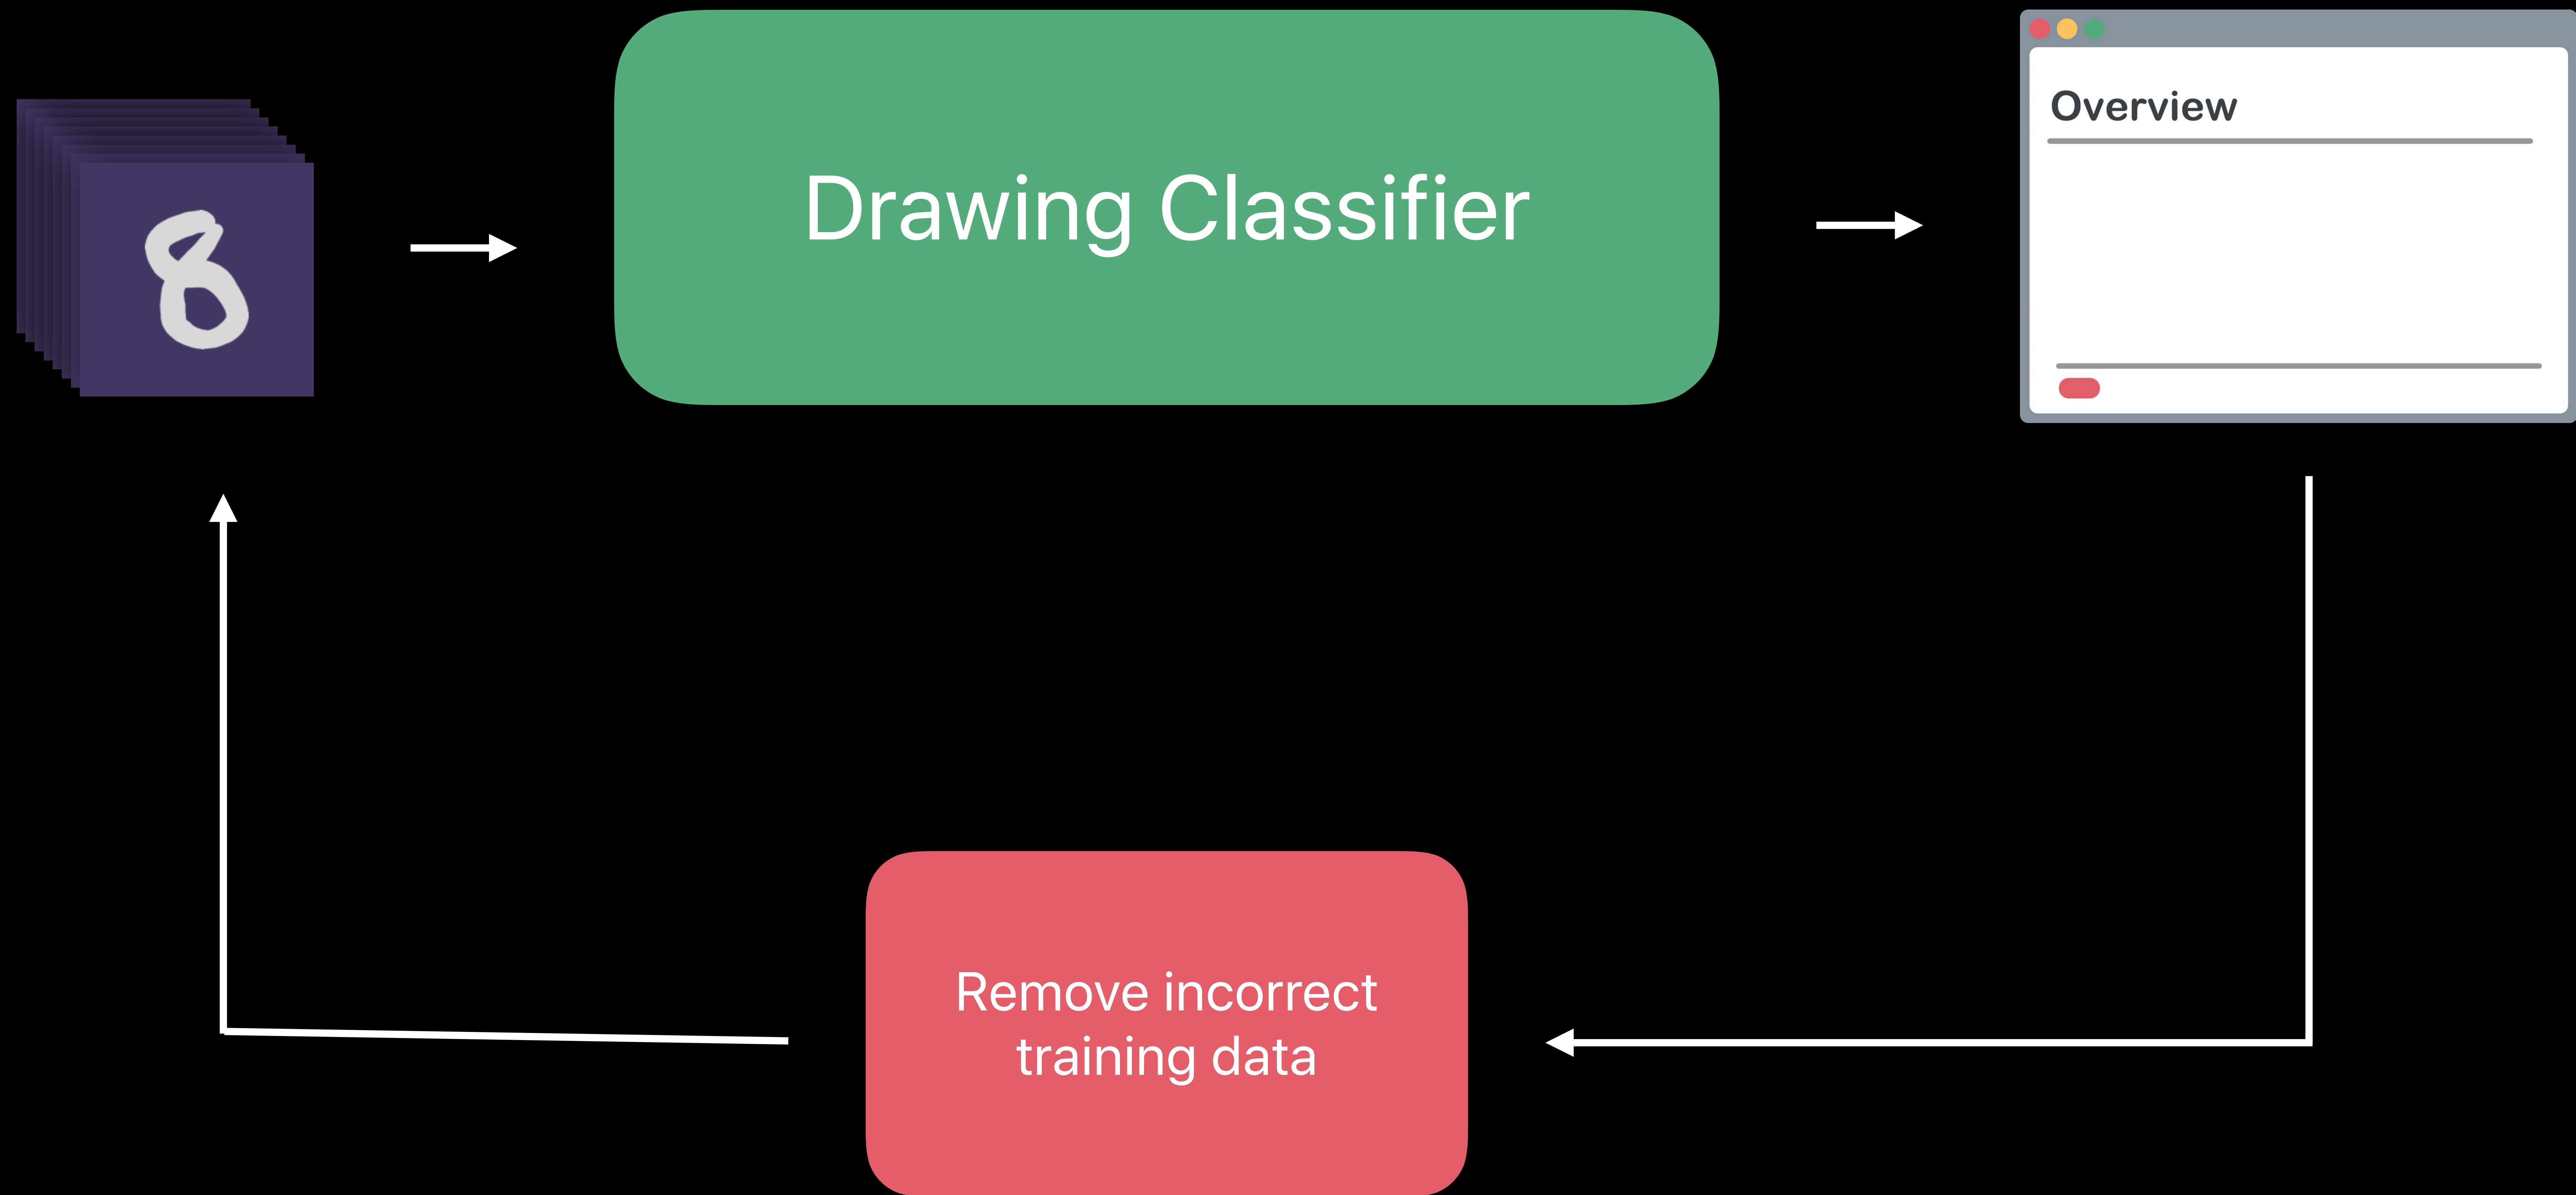 8
Drawing Classifier
Overview
Remove incorrect
training data